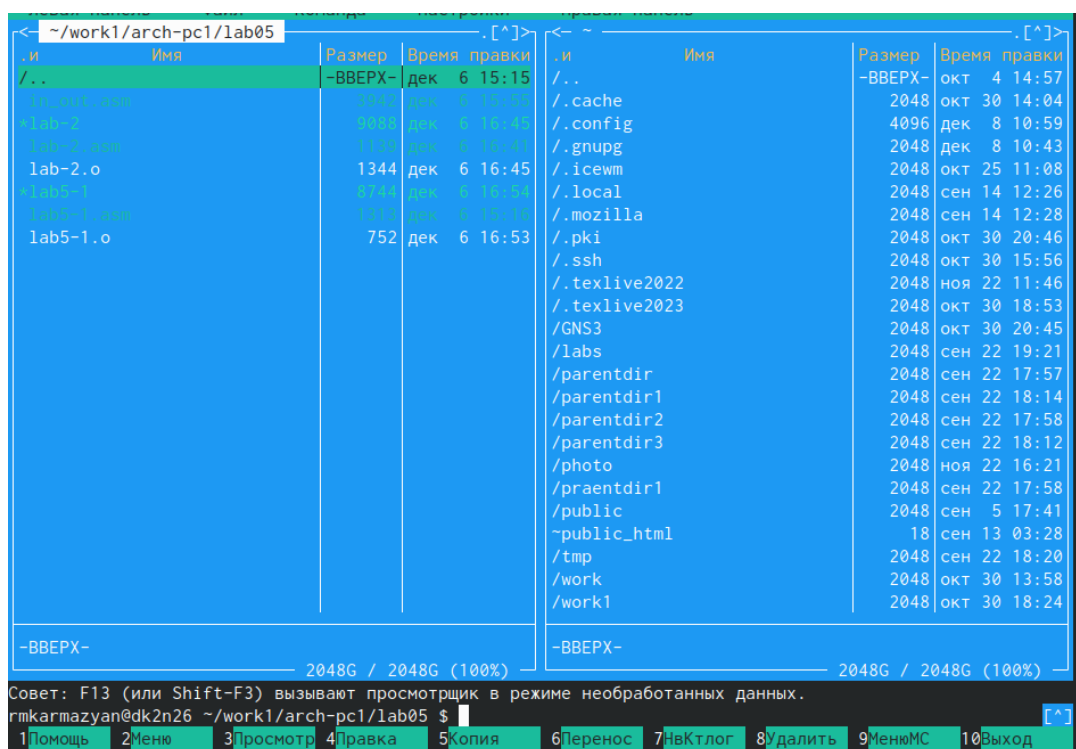 Левая панель Файл Команда Настройки Правая панель
<— ~/work1/arch-pc1/lab05 .[^]>
.и Имя Размер Время правки
/.. -ВВЕРХ- дек 6 15:15
in_out.asm 3942 дек 6 15:55
*lab-2 9088 дек 6 16:45
lab-2.asm 1139 дек 6 16:41
lab-2.o 1344 дек 6 16:45
*lab5-1 8744 дек 6 16:54
lab5-1.asm 1313 дек 6 15:16
lab5-1.o 752 дек 6 16:53
-ВВЕРХ-
2048G / 2048G (100%)
<— ~ .[^]>
.и Имя Размер Время правки
/.. -ВВЕРХ- окт 4 14:57
/.cache 2048 окт 30 14:04
/.config 4096 дек 8 10:59
/.gnupg 2048 дек 8 10:43
/.icewm 2048 окт 25 11:08
/.local 2048 сен 14 12:26
/.mozilla 2048 сен 14 12:28
/.pki 2048 окт 30 20:46
/.ssh 2048 окт 30 15:56
/.texlive2022 2048 ноя 22 11:46
/.texlive2023 2048 окт 30 18:53
/GNS3 2048 окт 30 20:45
/labs 2048 сен 22 19:21
/parentdir 2048 сен 22 17:57
/parentdir1 2048 сен 22 18:14
/parentdir2 2048 сен 22 17:58
/parentdir3 2048 сен 22 18:12
/photo 2048 ноя 22 16:21
/praentdir1 2048 сен 22 17:58
/public 2048 сен 5 17:41
~public_html 18 сен 13 03:28
/tmp 2048 сен 22 18:20
/work 2048 окт 30 13:58
/work1 2048 окт 30 18:24
-ВВЕРХ-
2048G / 2048G (100%)
Совет: F13 (или Shift-F3) вызывают просмотрщик в режиме необработанных данных.
rmkarmazyan@dk2n26 ~/work1/arch-pc1/lab05 $ [^]
1Помощь 2Меню 3Просмотр 4Правка 5Копия 6Перенос 7НвКтлог 8Удалить 9МенюМС 10Выход